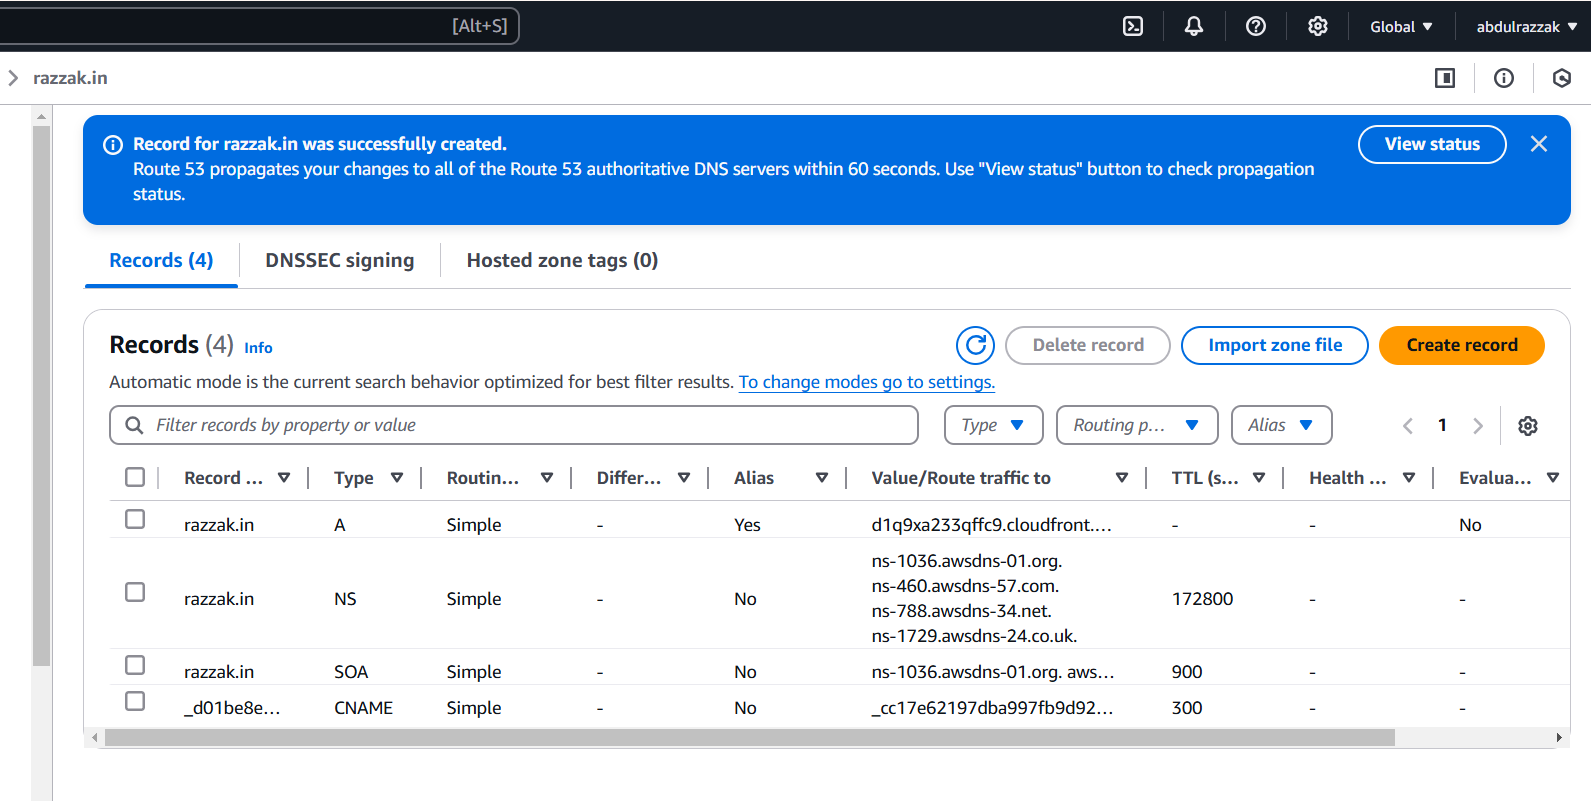 [Alt+S]
Global
abdulrazzak
razzak.in
Record for razzak.in was successfully created.
Route 53 propagates your changes to all of the Route 53 authoritative DNS servers within 60 seconds. Use "View status" button to check propagation
status.
View status
Records (4)
DNSSEC signing
Hosted zone tags (0)
Records (4) Info
Delete record
Import zone file
Create record
Automatic mode is the current search behavior optimized for best filter results. To change modes go to settings.
Filter records by property or value
Type
Routing p...
Alias
1
Record ... Type Routin... Differ... Alias Value/Route traffic to TTL (s... Health ... Evalua...
razzak.in A Simple - Yes d1q9xa233qffc9.cloudfront.... - - No
ns-1036.awsdns-01.org.
ns-460.awsdns-57.com.
razzak.in NS Simple - No 172800 - -
ns-788.awsdns-34.net.
ns-1729.awsdns-24.co.uk.
razzak.in SOA Simple - No ns-1036.awsdns-01.org. aws... 900 - -
_d01be8e... CNAME Simple - No _cc17e62197dba997fb9d92... 300 - -